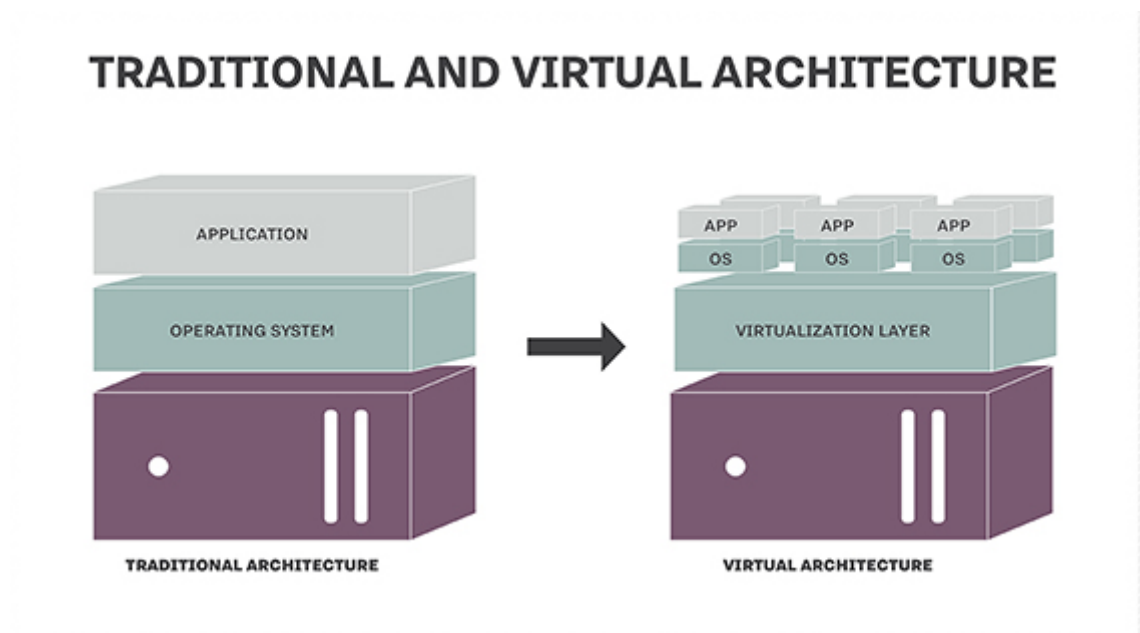 TRADITIONAL AND VIRTUAL ARCHITECTURE
APPLICATION
OPERATING SYSTEM
TRADITIONAL ARCHITECTURE
APP
APP
APP
OS
OS
OS
VIRTUALIZATION LAYER
VIRTUAL ARCHITECTURE